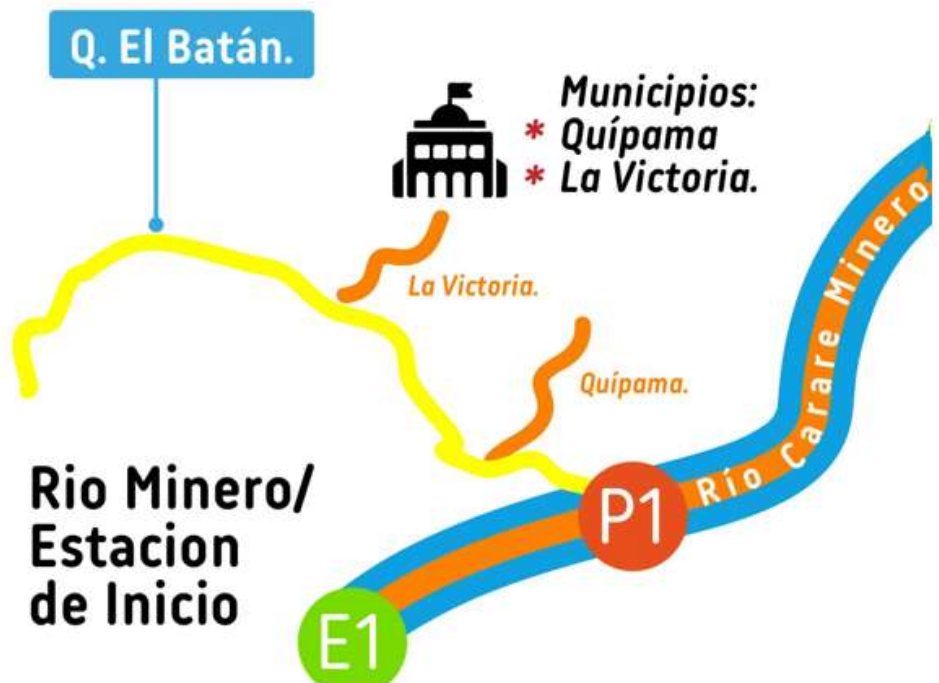 Q. El Batán.
Municipios:
* Quípama
* La Victoria.
La Victoria.
Quípama.
Río Carare Minero
P1
Rio Minero/
Estacion
de Inicio
E1